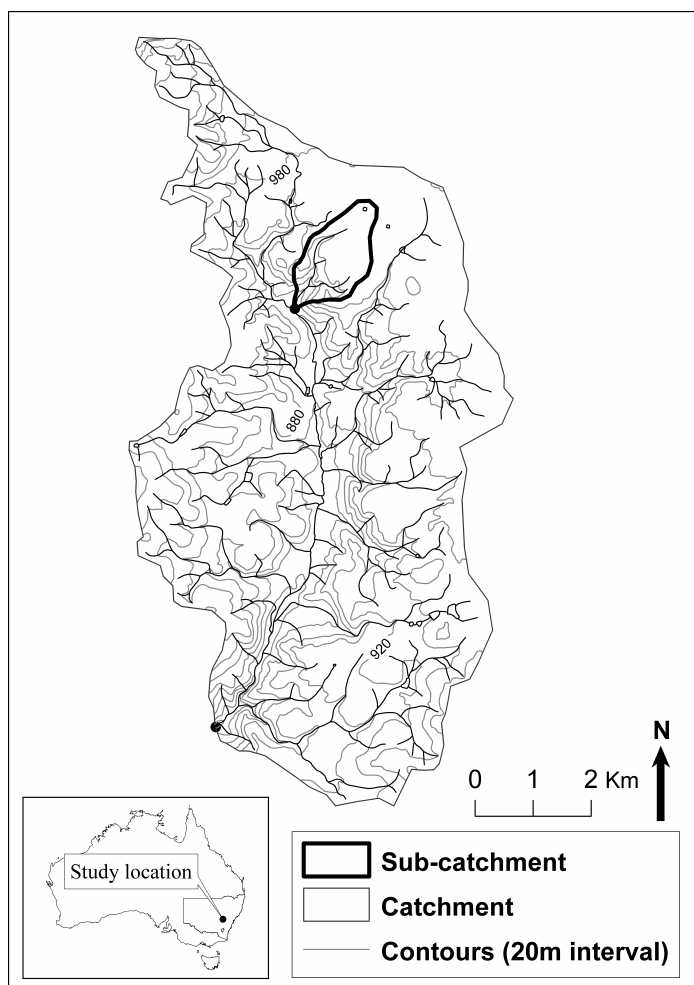 980
880
920
N
0 1 2 Km
Study location
Sub-catchment
Catchment
Contours (20m interval)